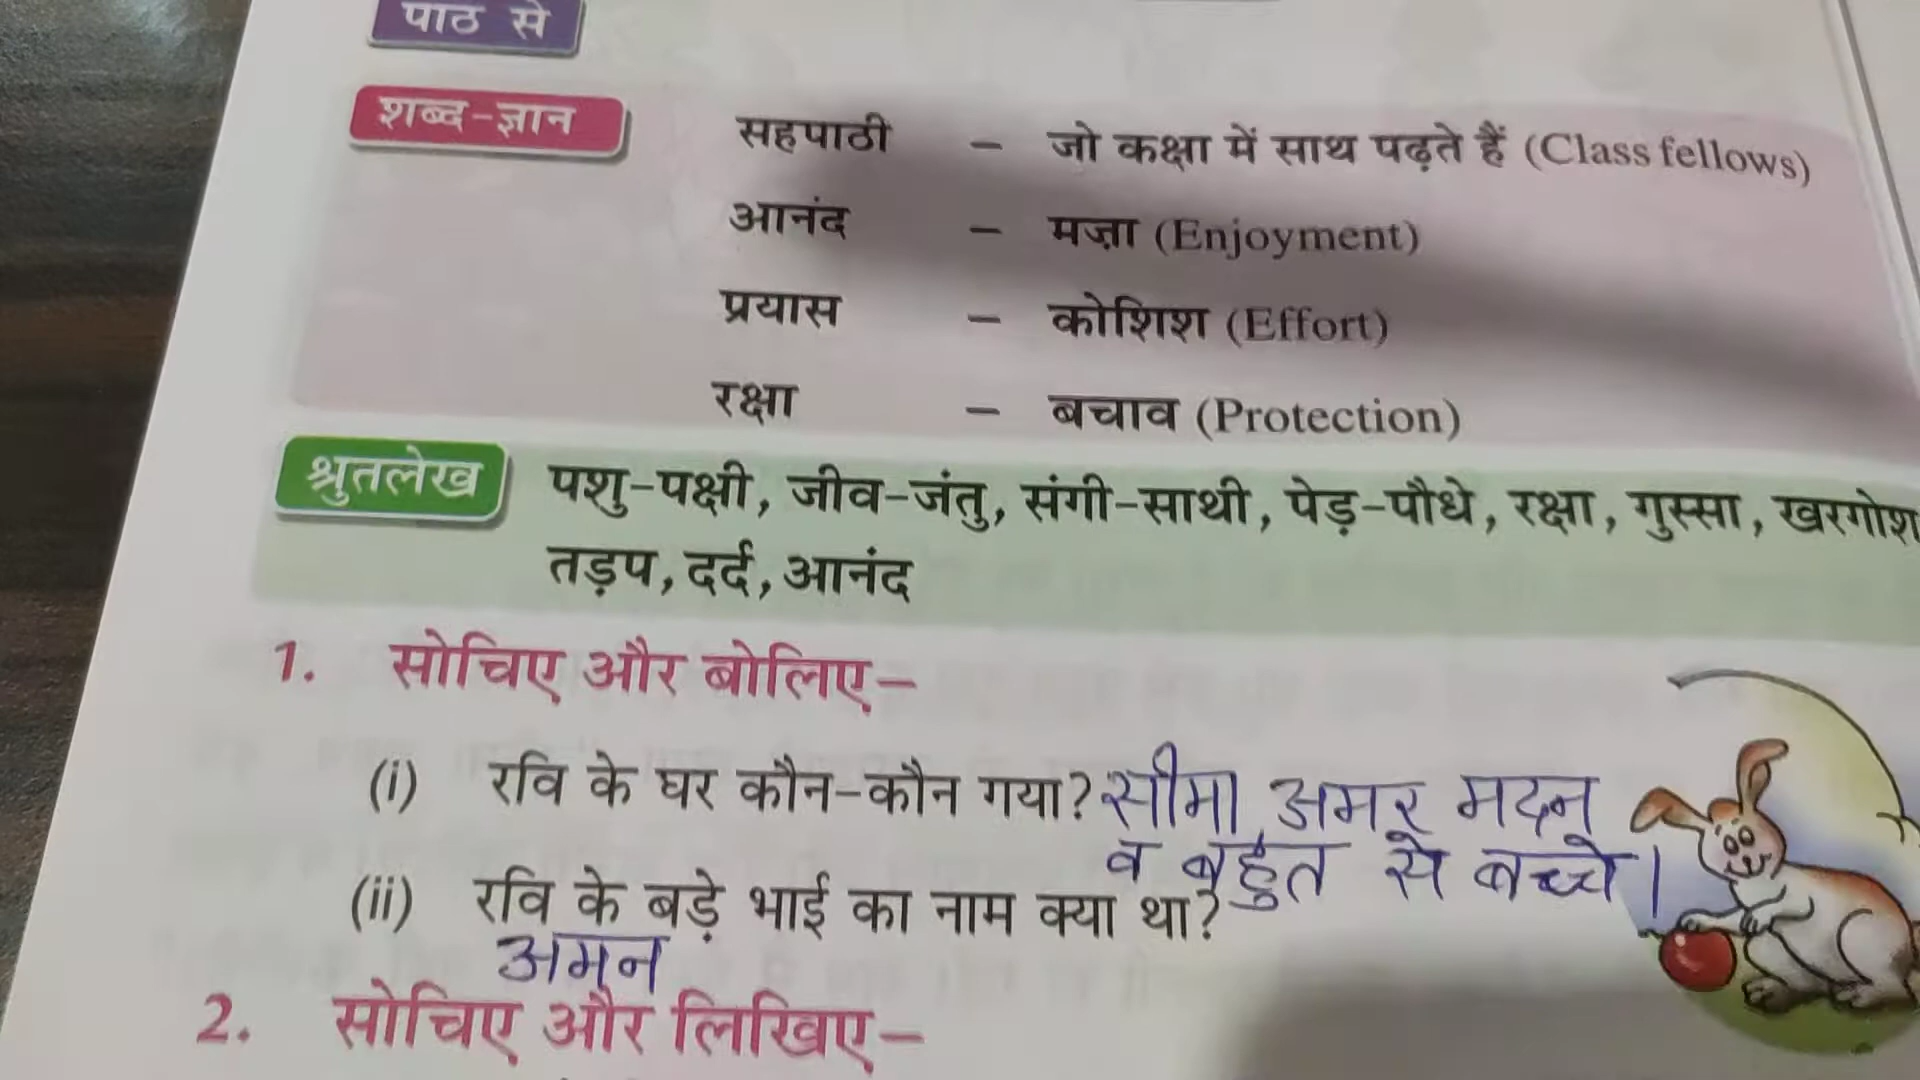 पाठ से
शब्द-ज्ञान
सहपाठी – जो कक्षा में साथ पढ़ते हैं (Class fellows)
आनंद – मज़ा (Enjoyment)
प्रयास – कोशिश (Effort)
रक्षा – बचाव (Protection)
श्रुतलेख पशु-पक्षी, जीव-जंतु, संगी-साथी, पेड़-पौधे, रक्षा, गुस्सा, खरगोश
तड़प, दर्द, आनंद
1. सोचिए और बोलिए–
(i) रवि के घर कौन-कौन गया? सीमा, अमर, मदन
व बहुत से बच्चे।
(ii) रवि के बड़े भाई का नाम क्या था?
अमन
2. सोचिए और लिखिए–